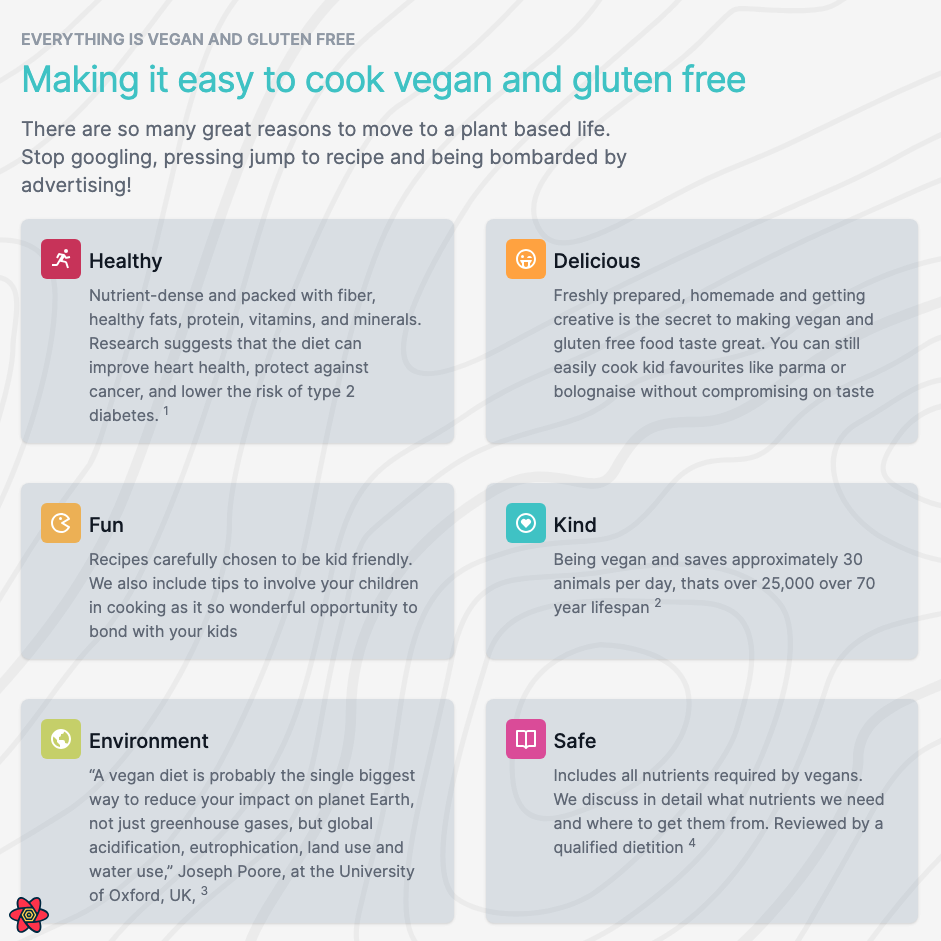 EVERYTHING IS VEGAN AND GLUTEN FREE
Making it easy to cook vegan and gluten free
There are so many great reasons to move to a plant based life.
Stop googling, pressing jump to recipe and being bombarded by
advertising!
Healthy
Nutrient-dense and packed with fiber,
healthy fats, protein, vitamins, and minerals.
Research suggests that the diet can
improve heart health, protect against
cancer, and lower the risk of type 2
diabetes. 1
Delicious
Freshly prepared, homemade and getting
creative is the secret to making vegan and
gluten free food taste great. You can still
easily cook kid favourites like parma or
bolognaise without compromising on taste
Fun
Recipes carefully chosen to be kid friendly.
We also include tips to involve your children
in cooking as it so wonderful opportunity to
bond with your kids
Kind
Being vegan and saves approximately 30
animals per day, thats over 25,000 over 70
year lifespan 2
Environment
“A vegan diet is probably the single biggest
way to reduce your impact on planet Earth,
not just greenhouse gases, but global
acidification, eutrophication, land use and
water use,” Joseph Poore, at the University
of Oxford, UK, 3
Safe
Includes all nutrients required by vegans.
We discuss in detail what nutrients we need
and where to get them from. Reviewed by a
qualified dietition 4